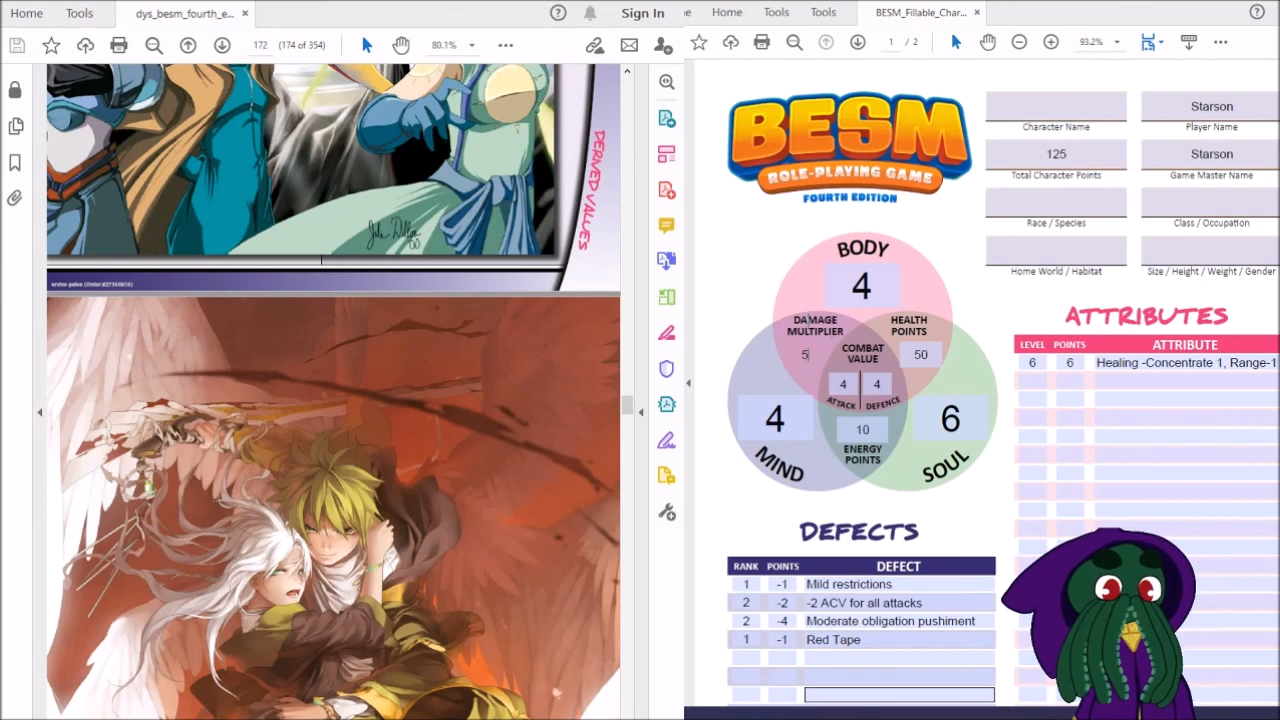 Home
Tools
dys_besm_fourth_e...
×
Sign In
172 (174 of 354)
80.1%
DERIVED VALUES
Home
Tools
Tools
BESM_Fillable_Char...
×
1 / 2
93.2%
BESM
ROLE-PLAYING GAME
FOURTH EDITION
Character Name
Starson
Player Name
125
Total Character Points
Starson
Game Master Name
Race / Species
Class / Occupation
Home World / Habitat
Size / Height / Weight / Gender
BODY
4
DAMAGE
MULTIPLIER
5
HEALTH
POINTS
50
COMBAT
VALUE
4
4
ATTACK
DEFENCE
4
MIND
10
ENERGY
POINTS
6
SOUL
ATTRIBUTES
LEVEL POINTS ATTRIBUTE
6 6 Healing -Concentrate 1, Range-1
DEFECTS
RANK POINTS DEFECT
1 -1 Mild restrictions
2 -2 -2 ACV for all attacks
2 -4 Moderate obligation pushiment
1 -1 Red Tape